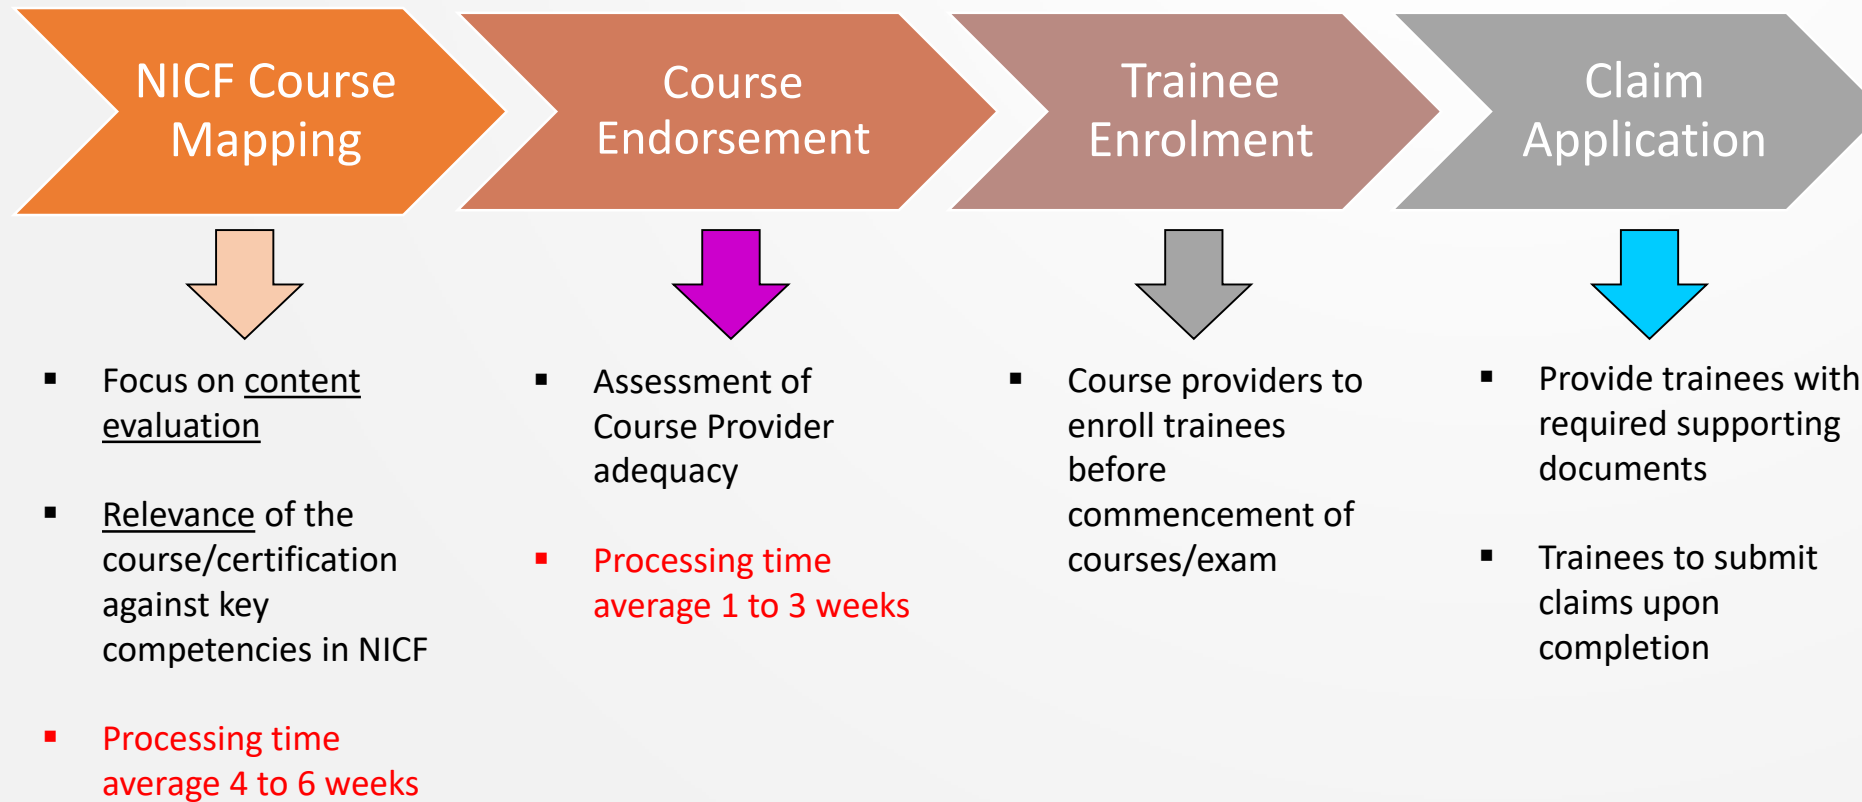 NICF Course
Mapping
Course
Endorsement
Trainee
Enrolment
Claim
Application
▪ Focus on content
evaluation
▪ Relevance of the
course/certification
against key
competencies in NICF
▪ Processing time
average 4 to 6 weeks
▪ Assessment of
Course Provider
adequacy
▪ Processing time
average 1 to 3 weeks
▪ Course providers to
enroll trainees
before
commencement of
courses/exam
▪ Provide trainees with
required supporting
documents
▪ Trainees to submit
claims upon
completion